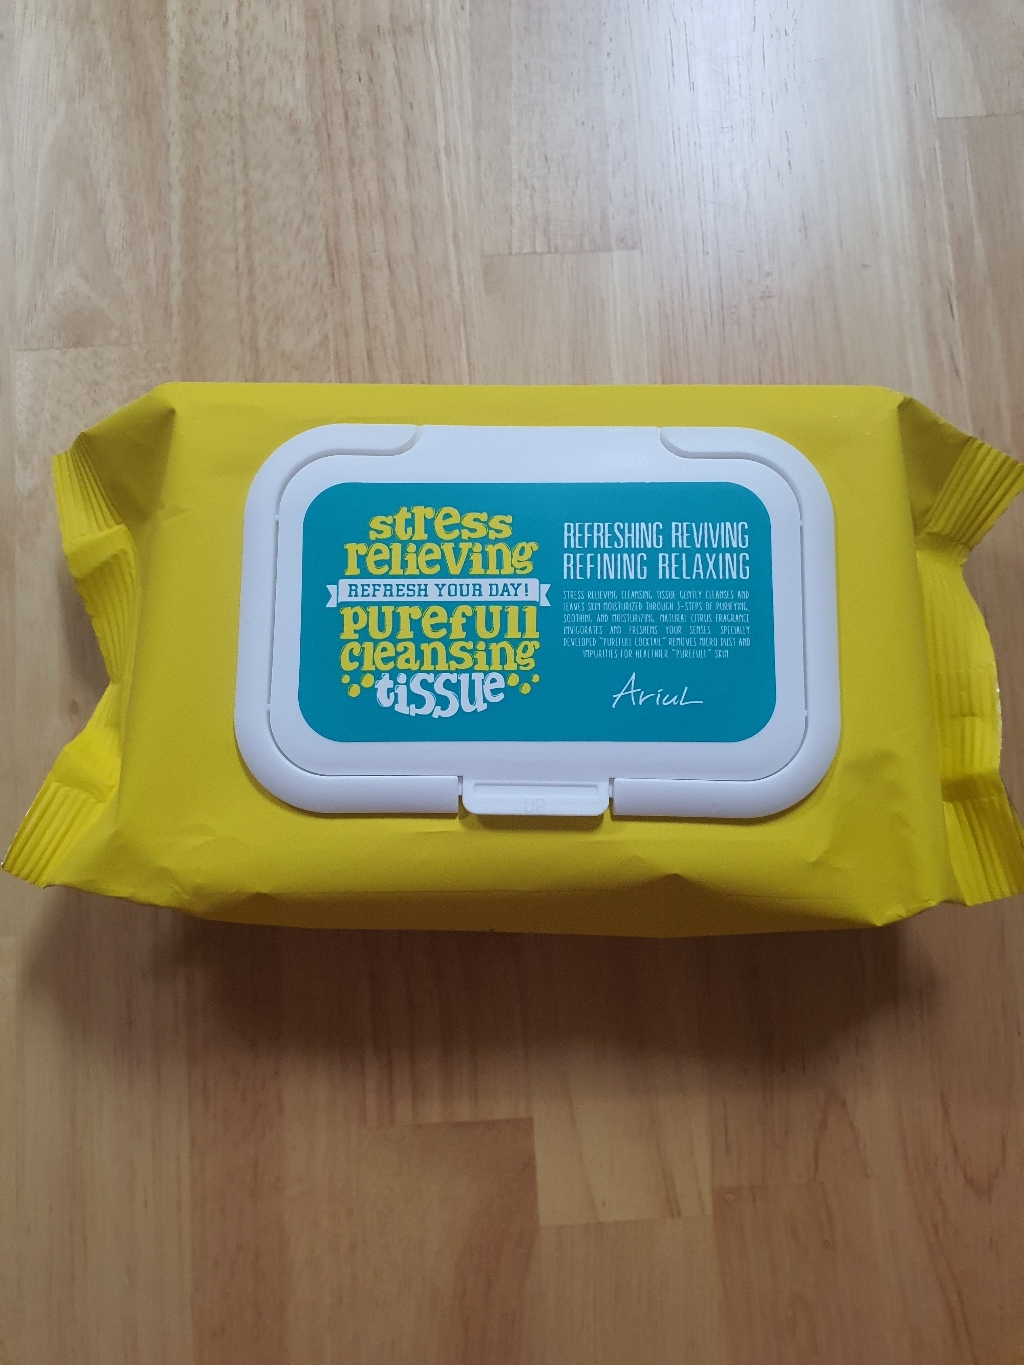 stress
relieving
REFRESH YOUR DAY!
purefull
cleansing
tissue
REFRESHING REVIVING
REFINING RELAXING
STRESS RELIEVING CLEANSING TISSUE GENTLY CLEANSES AND
LEAVES SKIN MOISTURIZED THROUGH 3-STEPS OF PURIFYING,
SOOTHING AND MOISTURIZING. NATURAL CITRUS FRAGRANCE
INVIGORATES AND FRESHENS YOUR SENSES. SPECIALLY
DEVELOPED "PUREFULL COCKTAIL" REMOVES MICRO DUST AND
IMPURITIES FOR HEALTHIER "PUREFULL" SKIN
Ariul
UP